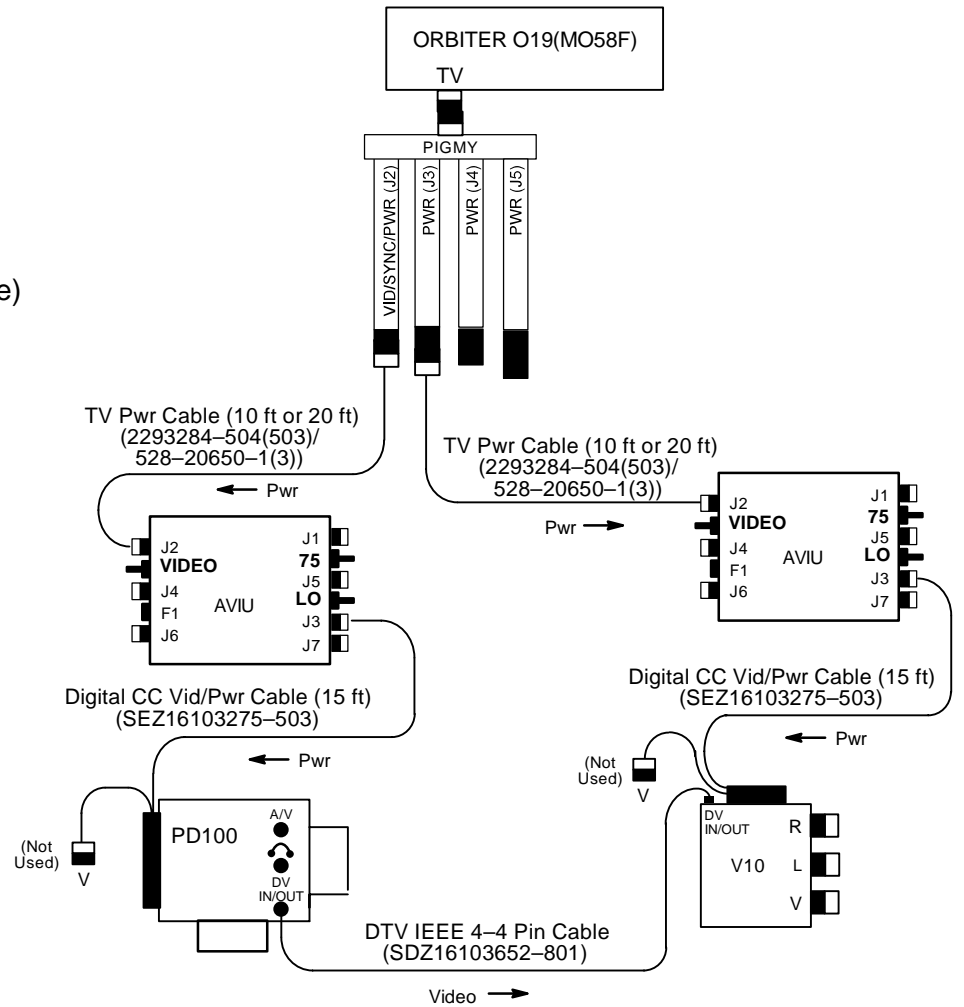 ORBITER O19(MO58F)
TV
PIGMY
VID/SYNC/PWR (J2)
PWR (J3)
PWR (J4)
PWR (J5)
e)
TV Pwr Cable (10 ft or 20 ft)
(2293284–504(503)/
528–20650–1(3))
Pwr
TV Pwr Cable (10 ft or 20 ft)
(2293284–504(503)/
528–20650–1(3))
Pwr
J2
VIDEO
J4
F1
J6
AVIU
J1
75
J5
LO
J3
J7
J2
VIDEO
J4
F1
J6
AVIU
J1
75
J5
LO
J3
J7
Digital CC Vid/Pwr Cable (15 ft)
(SEZ16103275–503)
Pwr
Digital CC Vid/Pwr Cable (15 ft)
(SEZ16103275–503)
Pwr
(Not
Used)
V
PD100
A/V
DV
IN/OUT
(Not
Used)
V
DV
IN/OUT
V10
R
L
V
DTV IEEE 4–4 Pin Cable
(SDZ16103652–801)
Video